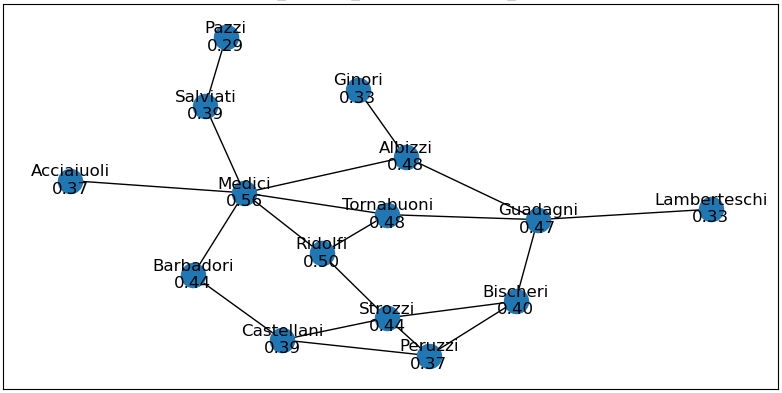 Pazzi
0.29
Ginori
0.33
Salviati
0.39
Albizzi
0.48
Acciaiuoli
0.37
Medici
0.56
Lamberteschi
0.33
Tornabuoni
0.48
Guadagni
0.47
Ridolfi
0.50
Barbadori
0.44
Bischeri
0.40
Strozzi
0.44
Castellani
0.39
Peruzzi
0.37